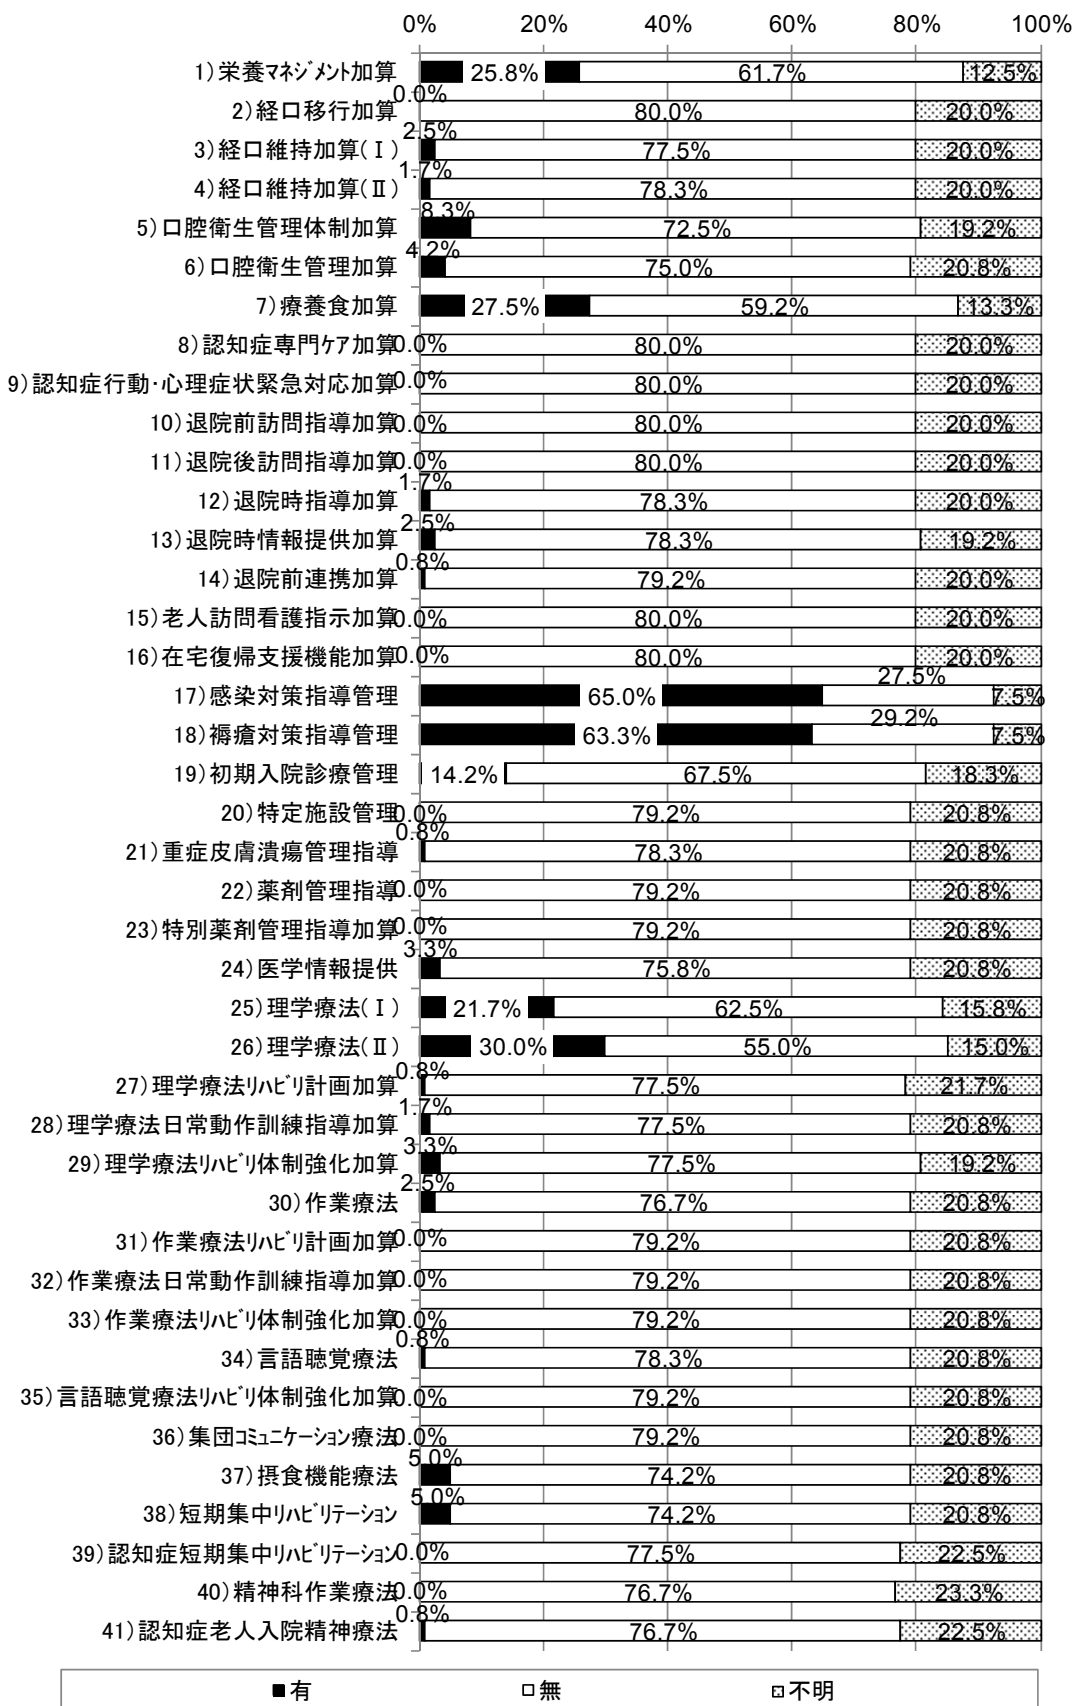 0% 20% 40% 60% 80% 100%
1)栄養マネジメント加算 25.8% 61.7% 12.5%
2)経口移行加算 0.0% 80.0% 20.0%
3)経口維持加算(Ⅰ) 2.5% 77.5% 20.0%
4)経口維持加算(Ⅱ) 1.7% 78.3% 20.0%
5)口腔衛生管理体制加算 8.3% 72.5% 19.2%
6)口腔衛生管理加算 4.2% 75.0% 20.8%
7)療養食加算 27.5% 59.2% 13.3%
8)認知症専門ケア加算 0.0% 80.0% 20.0%
9)認知症行動・心理症状緊急対応加算 0.0% 80.0% 20.0%
10)退院前訪問指導加算 0.0% 80.0% 20.0%
11)退院後訪問指導加算 0.0% 80.0% 20.0%
12)退院時指導加算 1.7% 78.3% 20.0%
13)退院時情報提供加算 2.5% 78.3% 19.2%
14)退院前連携加算 0.8% 79.2% 20.0%
15)老人訪問看護指示加算 0.0% 80.0% 20.0%
16)在宅復帰支援機能加算 0.0% 80.0% 20.0%
17)感染対策指導管理 65.0% 27.5% 7.5%
18)褥瘡対策指導管理 63.3% 29.2% 7.5%
19)初期入院診療管理 14.2% 67.5% 18.3%
20)特定施設管理 0.0% 79.2% 20.8%
21)重症皮膚潰瘍管理指導 0.8% 78.3% 20.8%
22)薬剤管理指導 0.0% 79.2% 20.8%
23)特別薬剤管理指導加算 0.0% 79.2% 20.8%
24)医学情報提供 3.3% 75.8% 20.8%
25)理学療法(Ⅰ) 21.7% 62.5% 15.8%
26)理学療法(Ⅱ) 30.0% 55.0% 15.0%
27)理学療法リハビリ計画加算 0.8% 77.5% 21.7%
28)理学療法日常動作訓練指導加算 1.7% 77.5% 20.8%
29)理学療法リハビリ体制強化加算 3.3% 77.5% 19.2%
30)作業療法 2.5% 76.7% 20.8%
31)作業療法リハビリ計画加算 0.0% 79.2% 20.8%
32)作業療法日常動作訓練指導加算 0.0% 79.2% 20.8%
33)作業療法リハビリ体制強化加算 0.0% 79.2% 20.8%
34)言語聴覚療法 0.8% 78.3% 20.8%
35)言語聴覚療法リハビリ体制強化加算 0.0% 79.2% 20.8%
36)集団コミュニケーション療法 0.0% 79.2% 20.8%
37)摂食機能療法 5.0% 74.2% 20.8%
38)短期集中リハビリテーション 5.0% 74.2% 20.8%
39)認知症短期集中リハビリテーション 0.0% 77.5% 22.5%
40)精神科作業療法 0.0% 76.7% 23.3%
41)認知症老人入院精神療法 0.8% 76.7% 22.5%
有 無 不明